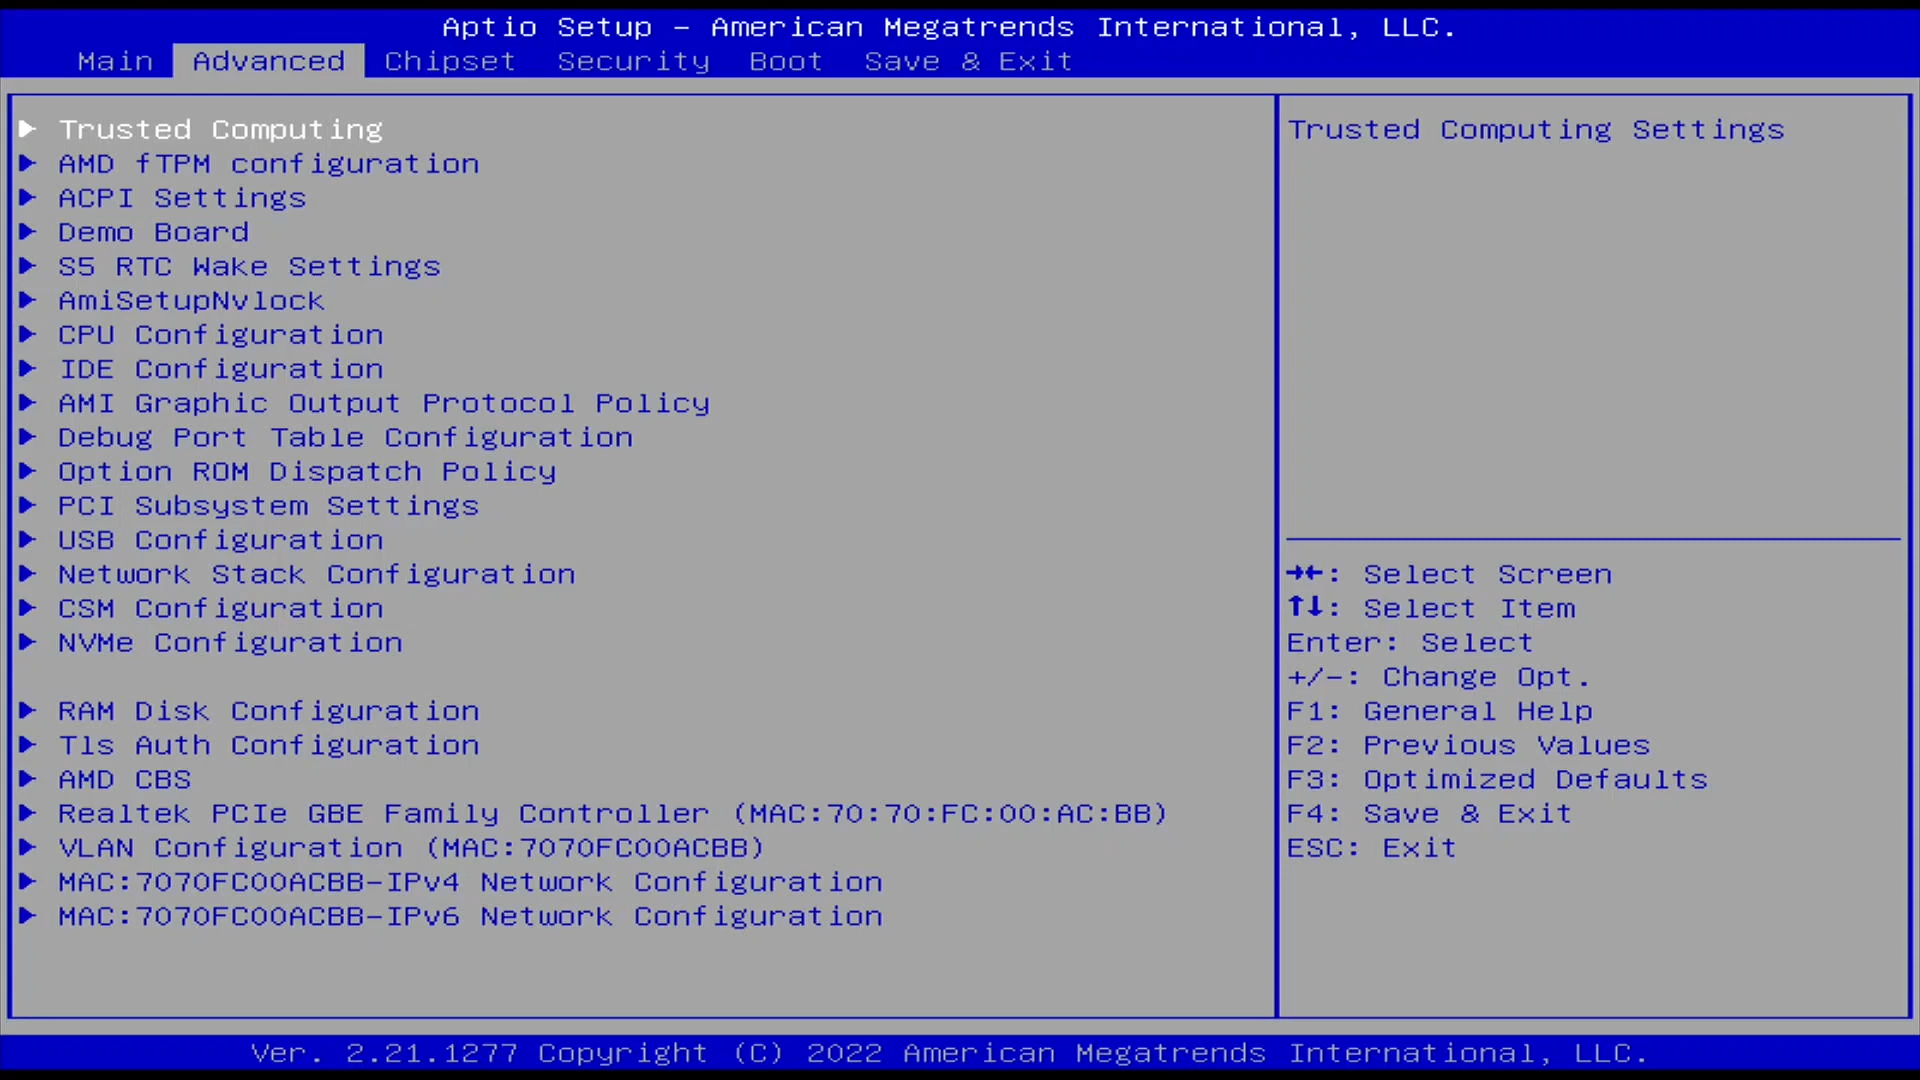 Aptio Setup – American Megatrends International, LLC.
Main Advanced Chipset Security Boot Save & Exit
Trusted Computing
AMD fTPM configuration
ACPI Settings
Demo Board
S5 RTC Wake Settings
AmiSetupNvlock
CPU Configuration
IDE Configuration
AMI Graphic Output Protocol Policy
Debug Port Table Configuration
Option ROM Dispatch Policy
PCI Subsystem Settings
USB Configuration
Network Stack Configuration
CSM Configuration
NVMe Configuration
RAM Disk Configuration
Tls Auth Configuration
AMD CBS
Realtek PCIe GBE Family Controller (MAC:70:70:FC:00:AC:BB)
VLAN Configuration (MAC:7070FC00ACBB)
MAC:7070FC00ACBB-IPv4 Network Configuration
MAC:7070FC00ACBB-IPv6 Network Configuration
Trusted Computing Settings
→←: Select Screen
↑↓: Select Item
Enter: Select
+/-: Change Opt.
F1: General Help
F2: Previous Values
F3: Optimized Defaults
F4: Save & Exit
ESC: Exit
Ver. 2.21.1277 Copyright (C) 2022 American Megatrends International, LLC.